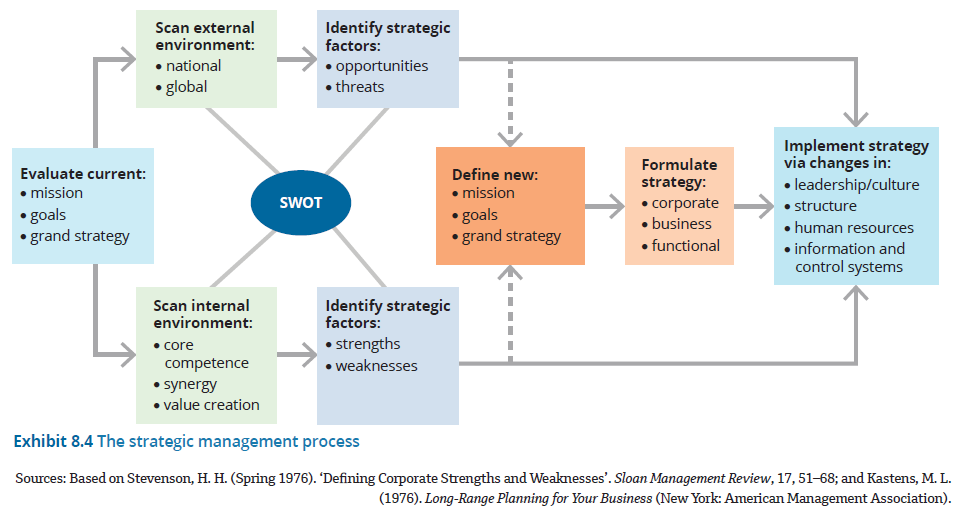 Scan external
environment:
• national
• global
Identify strategic
factors:
• opportunities
• threats
Evaluate current:
• mission
• goals
• grand strategy
SWOT
Define new:
• mission
• goals
• grand strategy
Formulate
strategy:
• corporate
• business
• functional
Implement strategy
via changes in:
• leadership/culture
• structure
• human resources
• information and
control systems
Scan internal
environment:
• core
competence
• synergy
• value creation
Identify strategic
factors:
• strengths
• weaknesses
Exhibit 8.4 The strategic management process
Sources: Based on Stevenson, H. H. (Spring 1976). ‘Defining Corporate Strengths and Weaknesses’. Sloan Management Review, 17, 51–68; and Kastens, M. L.
(1976). Long-Range Planning for Your Business (New York: American Management Association).